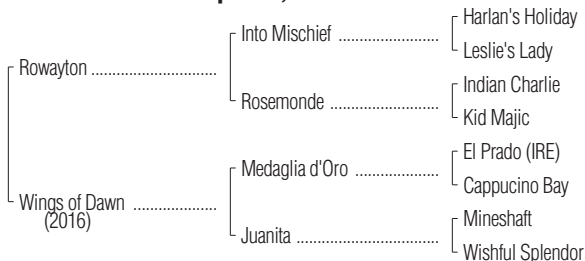 Harlan's Holiday
Into Mischief ........................
Leslie's Lady
Rowayton ..............................
Indian Charlie
Rosemonde ..........................
Kid Majic
El Prado (IRE)
Medaglia d'Oro ....................
Cappucino Bay
Wings of Dawn ....................
(2016)
Mineshaft
Juanita ..................................
Wishful Splendor